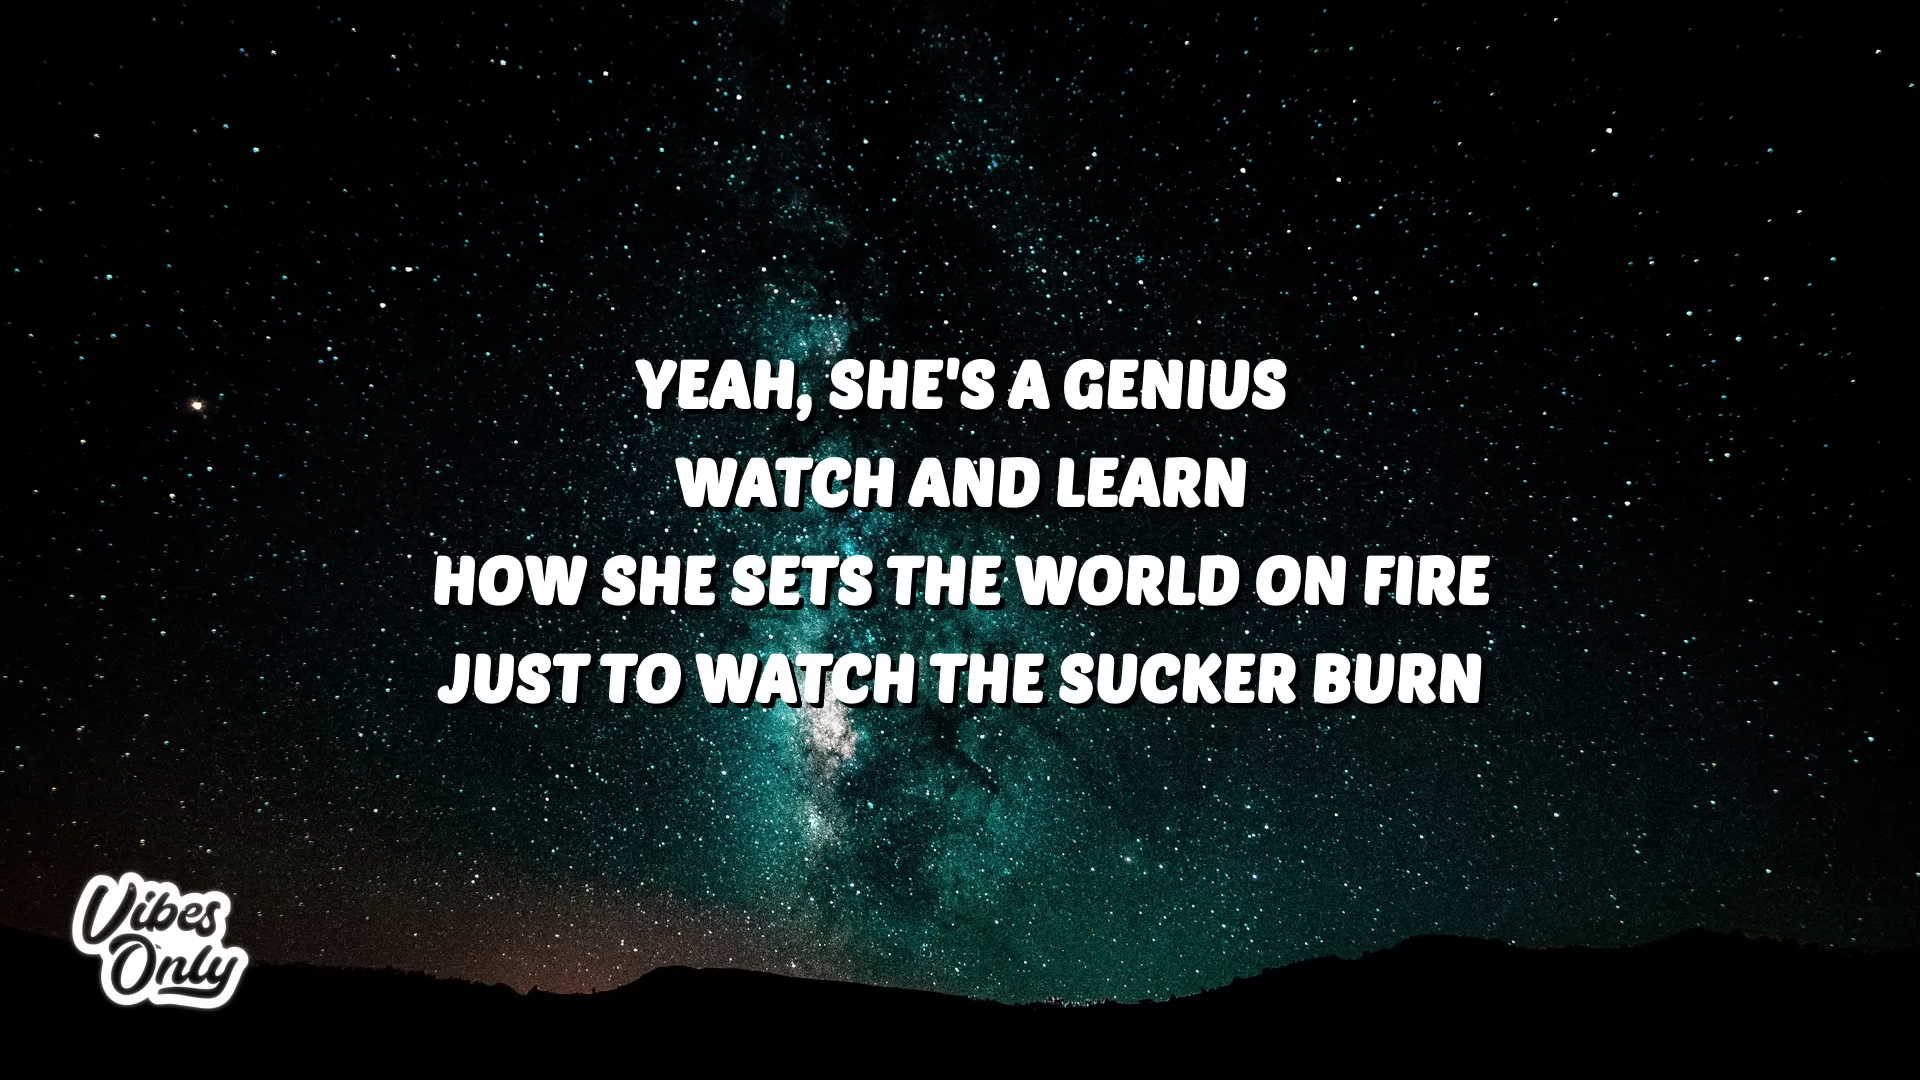 YEAH, SHE'S A GENIUS
WATCH AND LEARN
HOW SHE SETS THE WORLD ON FIRE
JUST TO WATCH THE SUCKER BURN
Vibes
Only